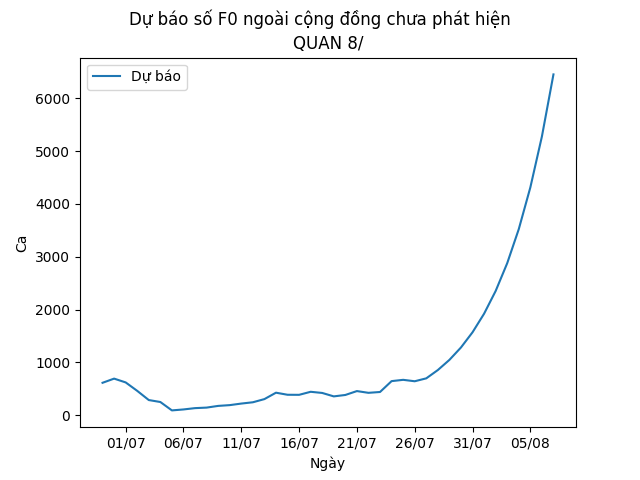 Dự báo số F0 ngoài cộng đồng chưa phát hiện
QUAN 8/
Dự báo
6000
5000
4000
3000
2000
1000
0
Ca
01/07 06/07 11/07 16/07 21/07 26/07 31/07 05/08
Ngày